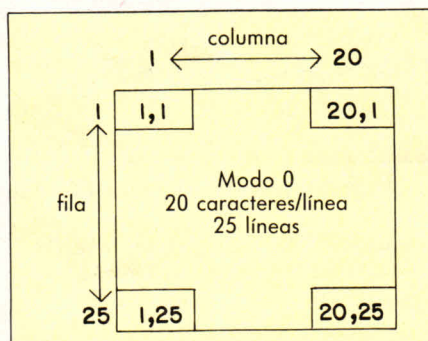 columna
1 20
1 1,1 20,1
Modo 0
fila 20 caracteres/línea
25 líneas
25 1,25 20,25